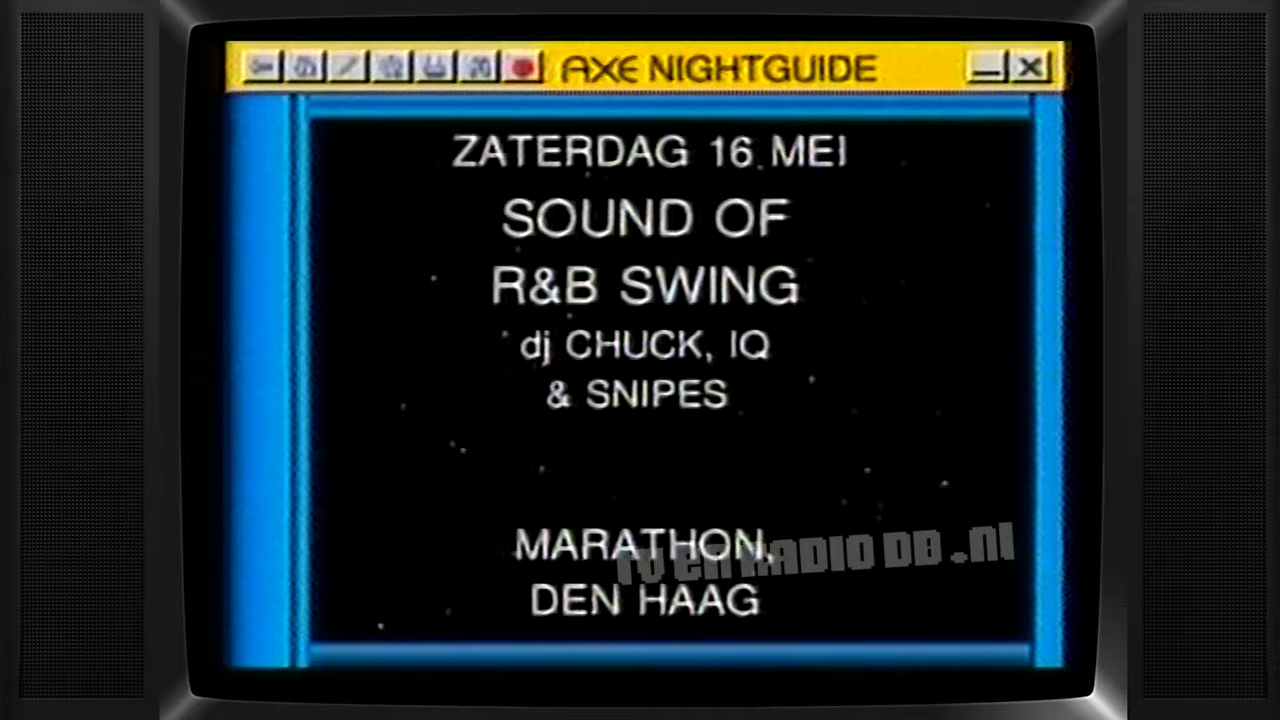 AXE NIGHTGUIDE
ZATERDAG 16 MEI
SOUND OF
R&B SWING
dj CHUCK, IQ
& SNIPES
MARATHON,
DEN HAAG
TV EN RADIO DB .nl